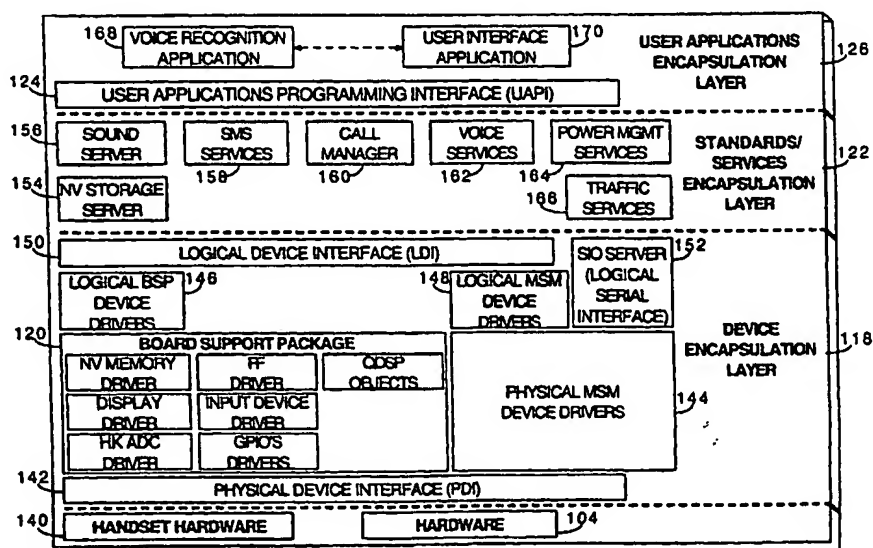 168 VOICE RECOGNITION APPLICATION
USER INTERFACE APPLICATION 170
USER APPLICATIONS ENCAPSULATION LAYER 126
124 USER APPLICATIONS PROGRAMMING INTERFACE (UAPI)
156 SOUND SERVER
SMS SERVICES 158
CALL MANAGER 160
VOICE SERVICES 162
POWER MGMT SERVICES 164
STANDARDS/ SERVICES ENCAPSULATION LAYER 122
154 NV STORAGE SERVER
166 TRAFFIC SERVICES
150 LOGICAL DEVICE INTERFACE (LDI)
SIO SERVER (LOGICAL SERIAL INTERFACE) 152
LOGICAL BSP DEVICE DRIVERS 146
148 LOGICAL MSM DEVICE DRIVERS
DEVICE ENCAPSULATION LAYER 118
120 BOARD SUPPORT PACKAGE
NV MEMORY DRIVER
RF DRIVER
QDSP OBJECTS
DISPLAY DRIVER
INPUT DEVICE DRIVER
HK ADC DRIVER
GPIO'S DRIVERS
PHYSICAL MSM DEVICE DRIVERS 144
142 PHYSICAL DEVICE INTERFACE (PDI)
140 HANDSET HARDWARE
HARDWARE 104